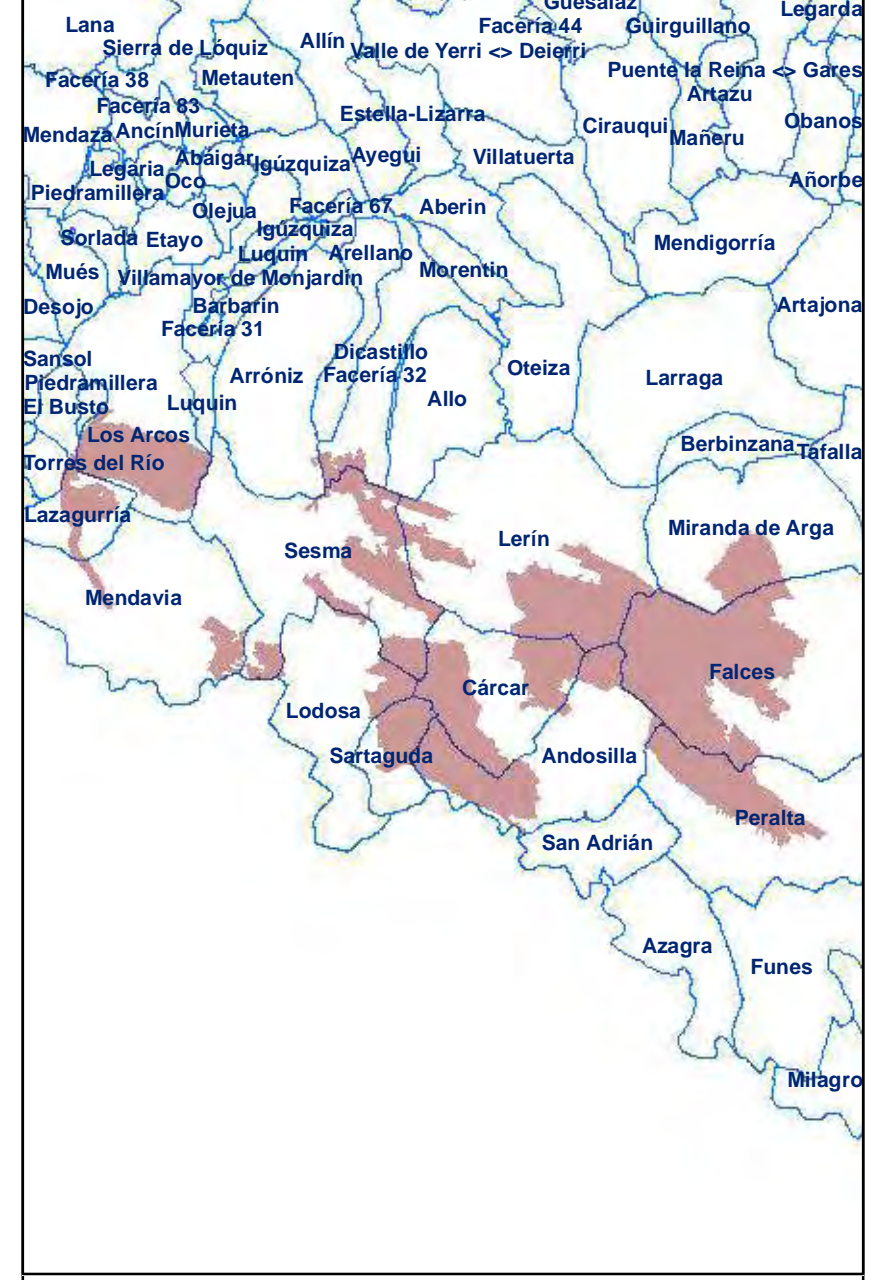 Guesálaz
Legarda
Lana
Facería 44
Guirguillano
Sierra de Lóquiz
Allín
Valle de Yerri <> Deierri
Facería 38
Metauten
Puente la Reina <> Gares
Artazu
Facería 83
Estella-Lizarra
Mendaza
Ancín
Murieta
Cirauqui
Mañeru
Obanos
Legaria
Abáigar
Igúzquiza
Ayegui
Villatuerta
Piedramillera
Oco
Añorbe
Olejua
Facería 67
Aberin
Sorlada
Etayo
Igúzquiza
Mendigorría
Luquin
Arellano
Mués
Villamayor de Monjardín
Morentin
Desojo
Barbarin
Artajona
Facería 31
Sansol
Dicastillo
Piedramillera
Arróniz
Facería 32
Oteiza
Larraga
El Busto
Luquin
Allo
Los Arcos
Berbinzana
Tafalla
Torres del Río
Lazagurría
Miranda de Arga
Sesma
Lerín
Mendavia
Falces
Cárcar
Lodosa
Sartaguda
Andosilla
Peralta
San Adrián
Azagra
Funes
Milagro